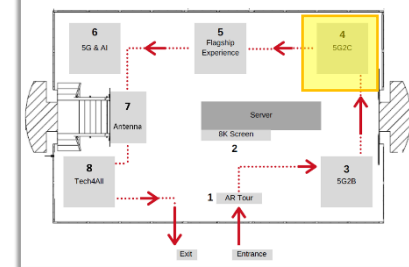 6
5G & AI
5
Flagship
Experience
4
5G2C
7
Antenna
Server
8K Screen
2
8
Tech4All
1 AR Tour
3
5G2B
Exit
Entrance